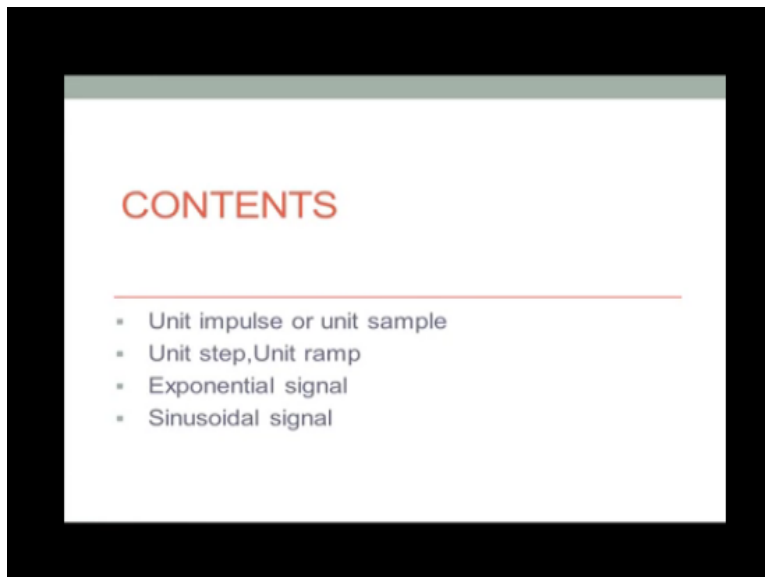 CONTENTS
▪ Unit impulse or unit sample
▪ Unit step,Unit ramp
▪ Exponential signal
▪ Sinusoidal signal